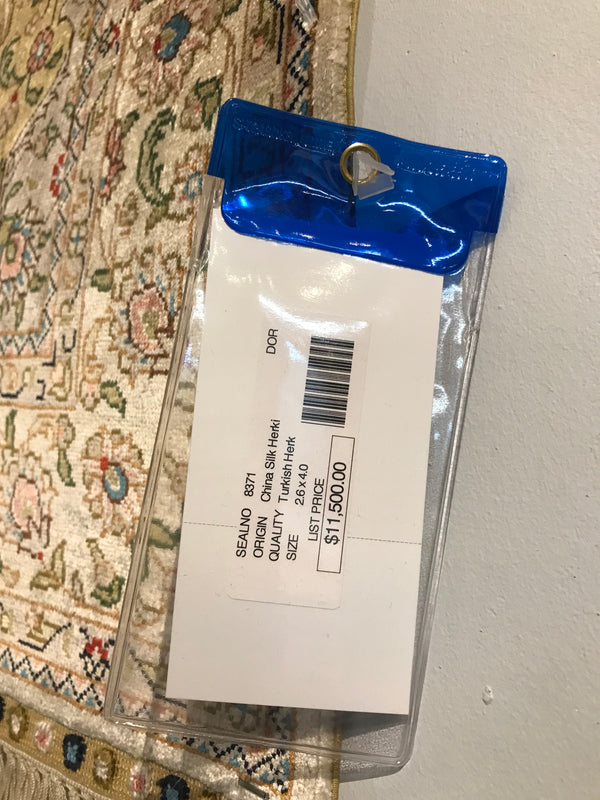 DOR
SEALNO 8371
ORIGIN China Silk Herki
QUALITY Turkish Herk
SIZE 2.6 x 4.0
LIST PRICE
$11,500.00